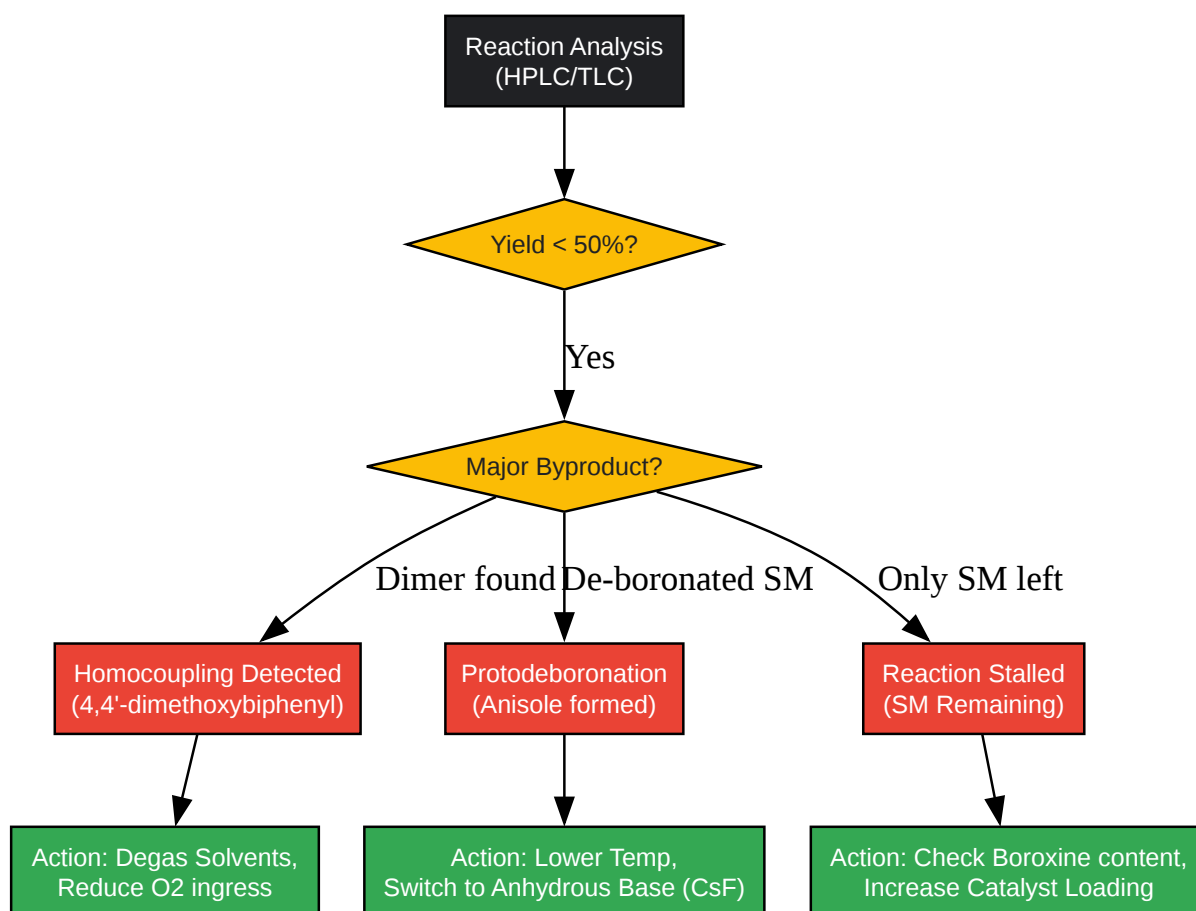 Reaction Analysis
(HPLC/TLC)
Yield < 50%?
Yes
Major Byproduct?
Dimer found
De-boronated SM
Only SM left
Homocoupling Detected
(4,4'-dimethoxybiphenyl)
Protodeboronation
(Anisole formed)
Reaction Stalled
(SM Remaining)
Action: Degas Solvents,
Reduce O2 ingress
Action: Lower Temp,
Switch to Anhydrous Base (CsF)
Action: Check Boroxine content,
Increase Catalyst Loading